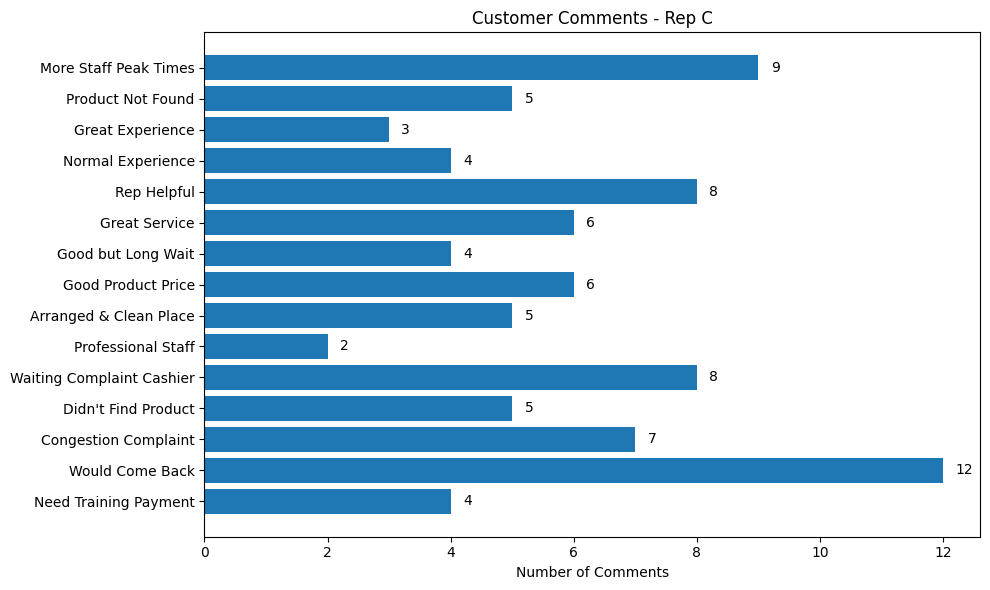 Customer Comments - Rep C
More Staff Peak Times 9
Product Not Found 5
Great Experience 3
Normal Experience 4
Rep Helpful 8
Great Service 6
Good but Long Wait 4
Good Product Price 6
Arranged & Clean Place 5
Professional Staff 2
Waiting Complaint Cashier 8
Didn't Find Product 5
Congestion Complaint 7
Would Come Back 12
Need Training Payment 4
0 2 4 6 8 10 12
Number of Comments